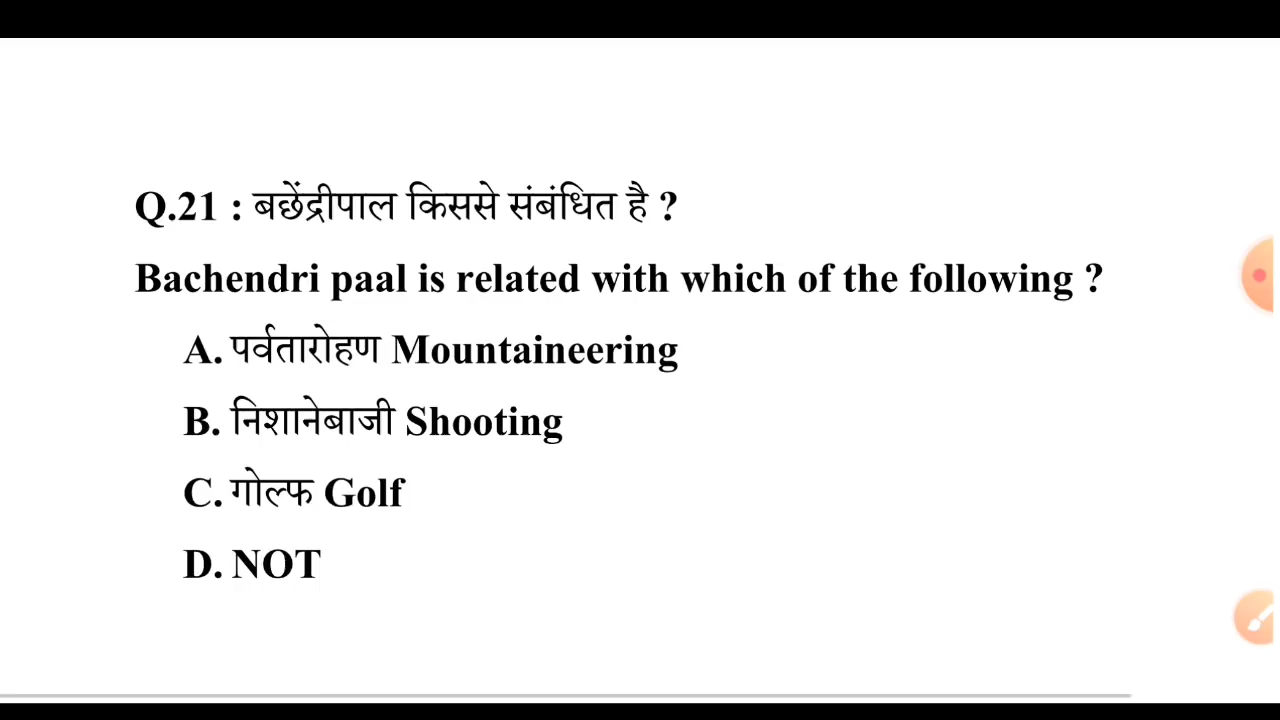 Q.21 : बछेंद्रीपाल किससे संबंधित है ?
Bachendri paal is related with which of the following ?
A. पर्वतारोहण Mountaineering
B. निशानेबाजी Shooting
C. गोल्फ Golf
D. NOT